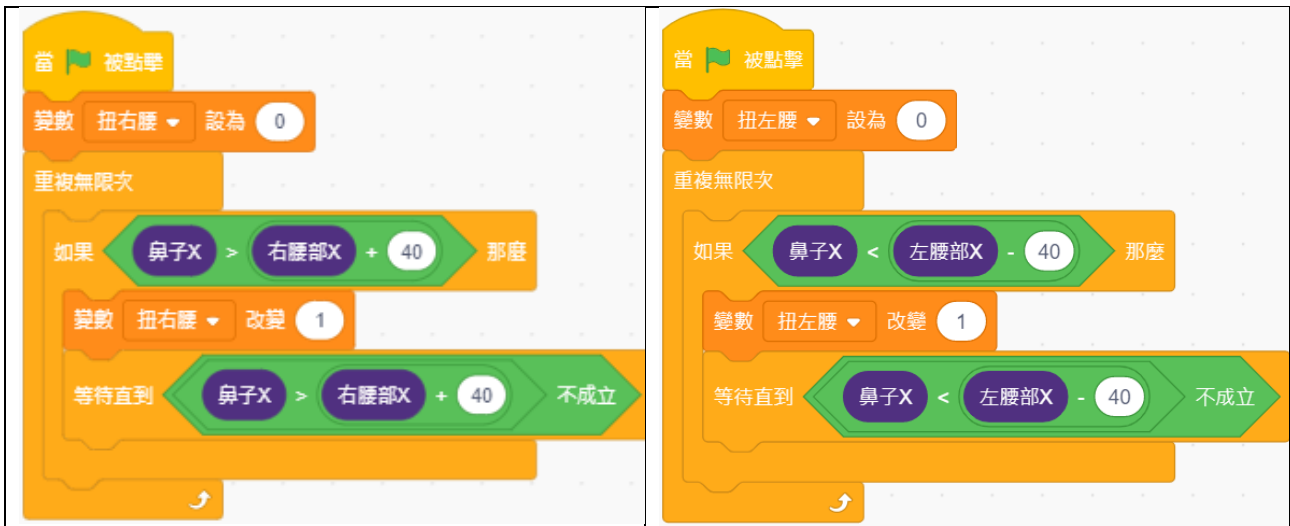 當 被點擊
變數 扭右腰 設為 0
重複無限次
如果 鼻子X > 右腰部X + 40 那麼
變數 扭右腰 改變 1
等待直到 鼻子X > 右腰部X + 40 不成立
當 被點擊
變數 扭左腰 設為 0
重複無限次
如果 鼻子X < 左腰部X - 40 那麼
變數 扭左腰 改變 1
等待直到 鼻子X < 左腰部X - 40 不成立